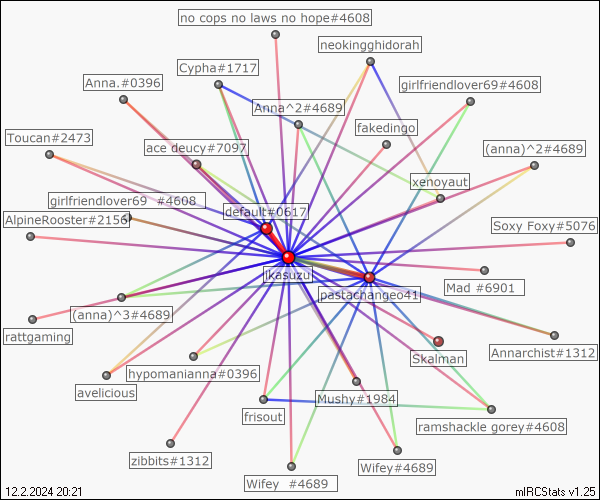 no cops no laws no hope#4608
neokingghidorah
Cypha#1717
Anna.#0396
girlfriendlover69#4608
Anna^2#4689
fakedingo
Toucan#2473
ace deucy#7097
(anna)^2#4689
xenoyaut
girlfriendlover69 #4608
default#0617
AlpineRooster#2156
Soxy Foxy#5076
ikasuzu
Mad #6901
pastachangeo41
(anna)^3#4689
rattgaming
Annarchist#1312
Skalman
hypomanianna#0396
avelicious
Mushy#1984
frisout
ramshackle gorey#4608
zibbits#1312
Wifey#4689
Wifey #4689
12.2.2024 20:21
mIRCStats v1.25